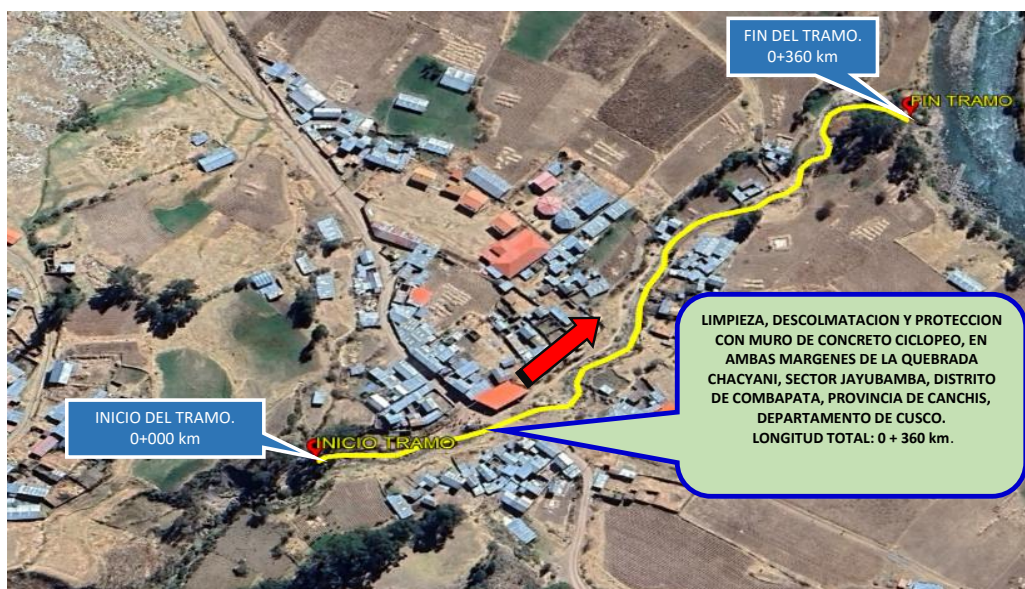 FIN DEL TRAMO.
0+360 km
FIN TRAMO
LIMPIEZA, DESCOLMATACION Y PROTECCION
CON MURO DE CONCRETO CICLOPEO, EN
AMBAS MARGENES DE LA QUEBRADA
CHACYANI, SECTOR JAYUBAMBA, DISTRITO
DE COMBAPATA, PROVINCIA DE CANCHIS,
DEPARTAMENTO DE CUSCO.
LONGITUD TOTAL: 0 + 360 km.
INICIO DEL TRAMO.
0+000 km
INICIO TRAMO